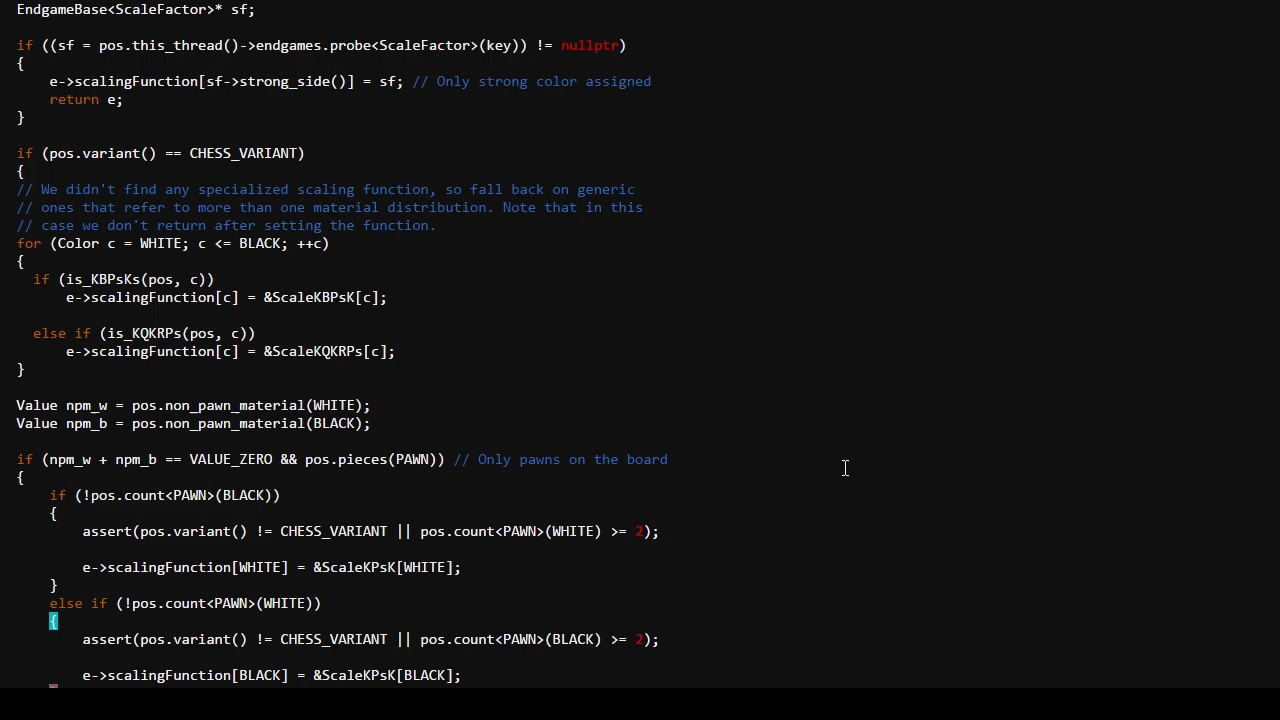 EndgameBase<ScaleFactor>* sf;
if ((sf = pos.this_thread()->endgames.probe<ScaleFactor>(key)) != nullptr)
{
e->scalingFunction[sf->strong_side()] = sf; // Only strong color assigned
return e;
}
if (pos.variant() == CHESS_VARIANT)
{
// We didn't find any specialized scaling function, so fall back on generic
// ones that refer to more than one material distribution. Note that in this
// case we don't return after setting the function.
for (Color c = WHITE; c <= BLACK; ++c)
{
if (is_KBPsKs(pos, c))
e->scalingFunction[c] = &ScaleKBPsK[c];
else if (is_KQKRPs(pos, c))
e->scalingFunction[c] = &ScaleKQKRPs[c];
}
Value npm_w = pos.non_pawn_material(WHITE);
Value npm_b = pos.non_pawn_material(BLACK);
if (npm_w + npm_b == VALUE_ZERO && pos.pieces(PAWN)) // Only pawns on the board
{
if (!pos.count<PAWN>(BLACK))
{
assert(pos.variant() != CHESS_VARIANT || pos.count<PAWN>(WHITE) >= 2);
e->scalingFunction[WHITE] = &ScaleKPsK[WHITE];
}
else if (!pos.count<PAWN>(WHITE))
{
assert(pos.variant() != CHESS_VARIANT || pos.count<PAWN>(BLACK) >= 2);
e->scalingFunction[BLACK] = &ScaleKPsK[BLACK];